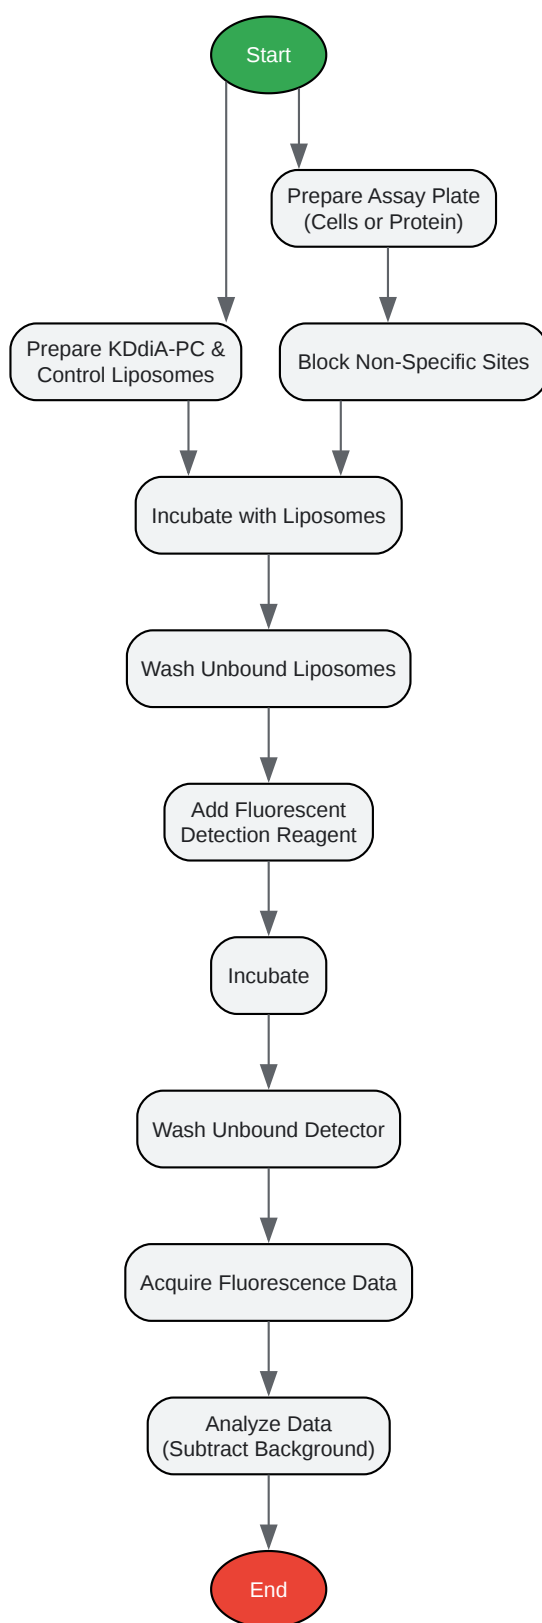 Start
Prepare Assay Plate
(Cells or Protein)
Prepare KDdiA-PC &
Control Liposomes
Block Non-Specific Sites
Incubate with Liposomes
Wash Unbound Liposomes
Add Fluorescent
Detection Reagent
Incubate
Wash Unbound Detector
Acquire Fluorescence Data
Analyze Data
(Subtract Background)
End